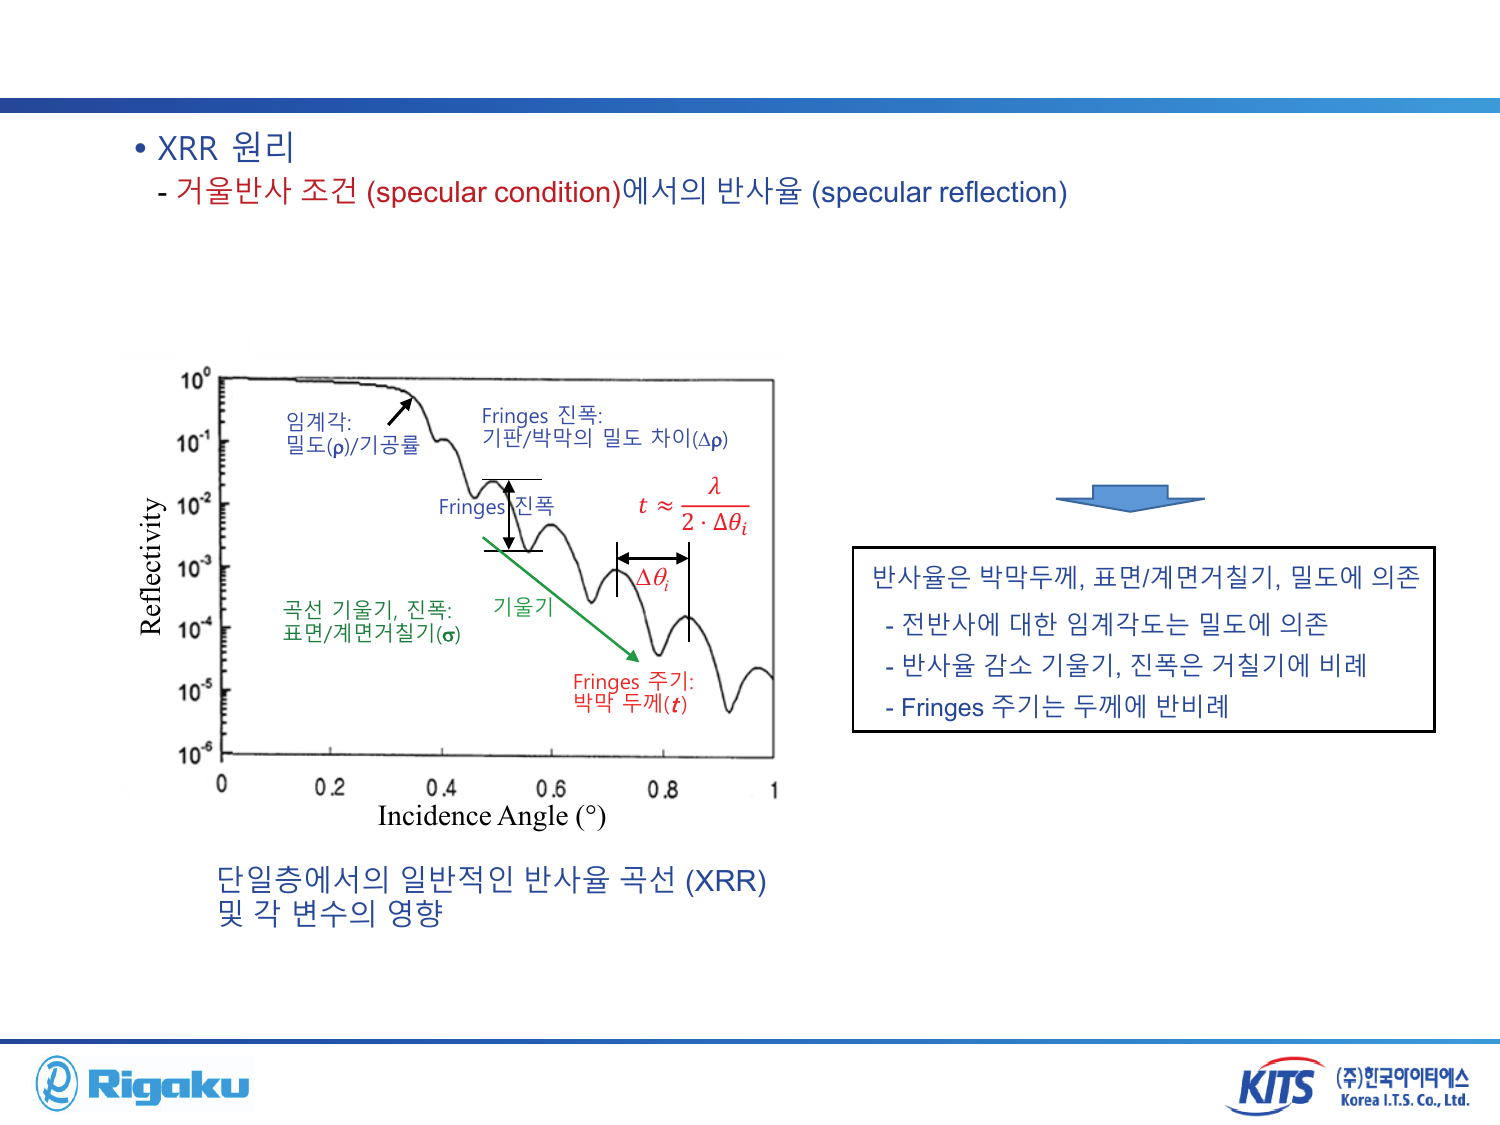 • XRR 원리
- 거울반사 조건 (specular condition)에서의 반사율 (specular reflection)
10⁰
10⁻¹
10⁻²
10⁻³
10⁻⁴
10⁻⁵
10⁻⁶
Reflectivity
임계각:
밀도(ρ)/기공률
Fringes 진폭:
기판/박막의 밀도 차이(Δρ)
Fringes 진폭
t ≈ λ / 2 · Δθᵢ
Δθᵢ
곡선 기울기, 진폭:
표면/계면거칠기(σ)
기울기
Fringes 주기:
박막 두께(t)
0 0.2 0.4 0.6 0.8 1
Incidence Angle (°)
단일층에서의 일반적인 반사율 곡선 (XRR)
및 각 변수의 영향
반사율은 박막두께, 표면/계면거칠기, 밀도에 의존
- 전반사에 대한 임계각도는 밀도에 의존
- 반사율 감소 기울기, 진폭은 거칠기에 비례
- Fringes 주기는 두께에 반비례
Rigaku
KITS
(주)한국아이티에스
Korea I.T.S. Co., Ltd.